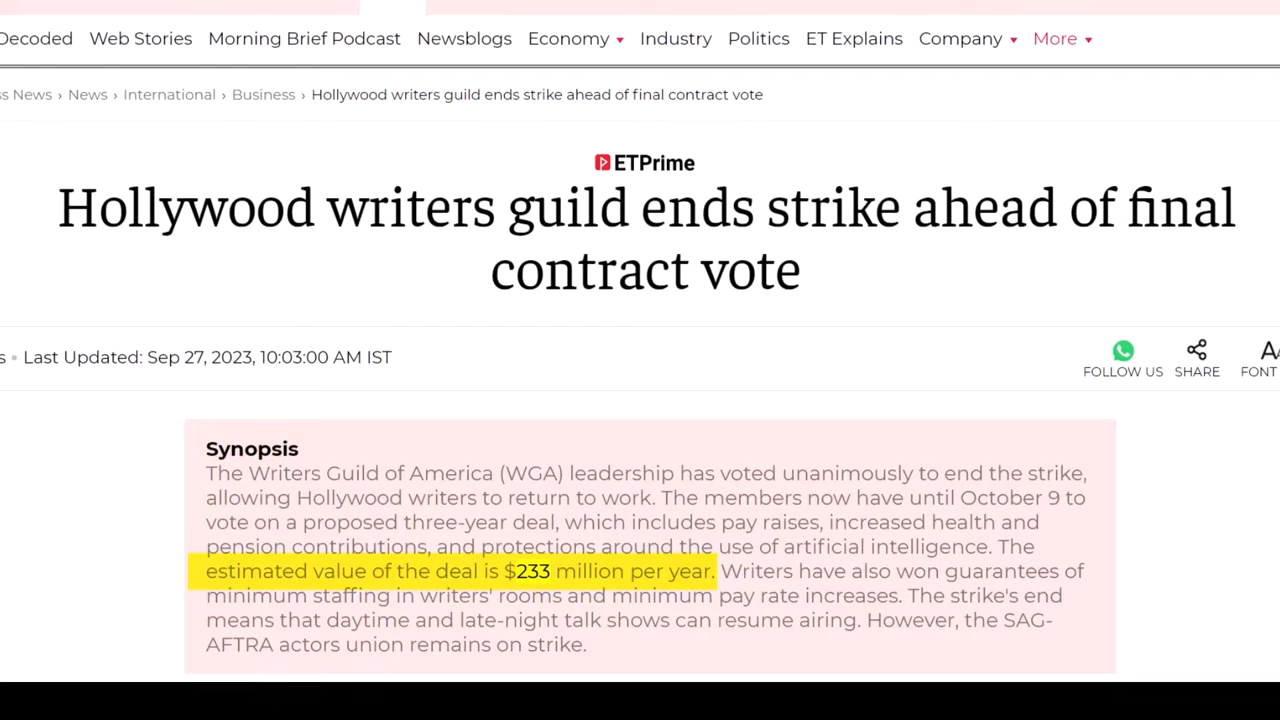 Decoded Web Stories Morning Brief Podcast Newsblogs Economy Industry Politics ET Explains Company More
ss News › News › International › Business › Hollywood writers guild ends strike ahead of final contract vote
ETPrime
Hollywood writers guild ends strike ahead of final
contract vote
s • Last Updated: Sep 27, 2023, 10:03:00 AM IST
FOLLOW US SHARE FONT
Synopsis
The Writers Guild of America (WGA) leadership has voted unanimously to end the strike,
allowing Hollywood writers to return to work. The members now have until October 9 to
vote on a proposed three-year deal, which includes pay raises, increased health and
pension contributions, and protections around the use of artificial intelligence. The
estimated value of the deal is $233 million per year. Writers have also won guarantees of
minimum staffing in writers' rooms and minimum pay rate increases. The strike's end
means that daytime and late-night talk shows can resume airing. However, the SAG-
AFTRA actors union remains on strike.